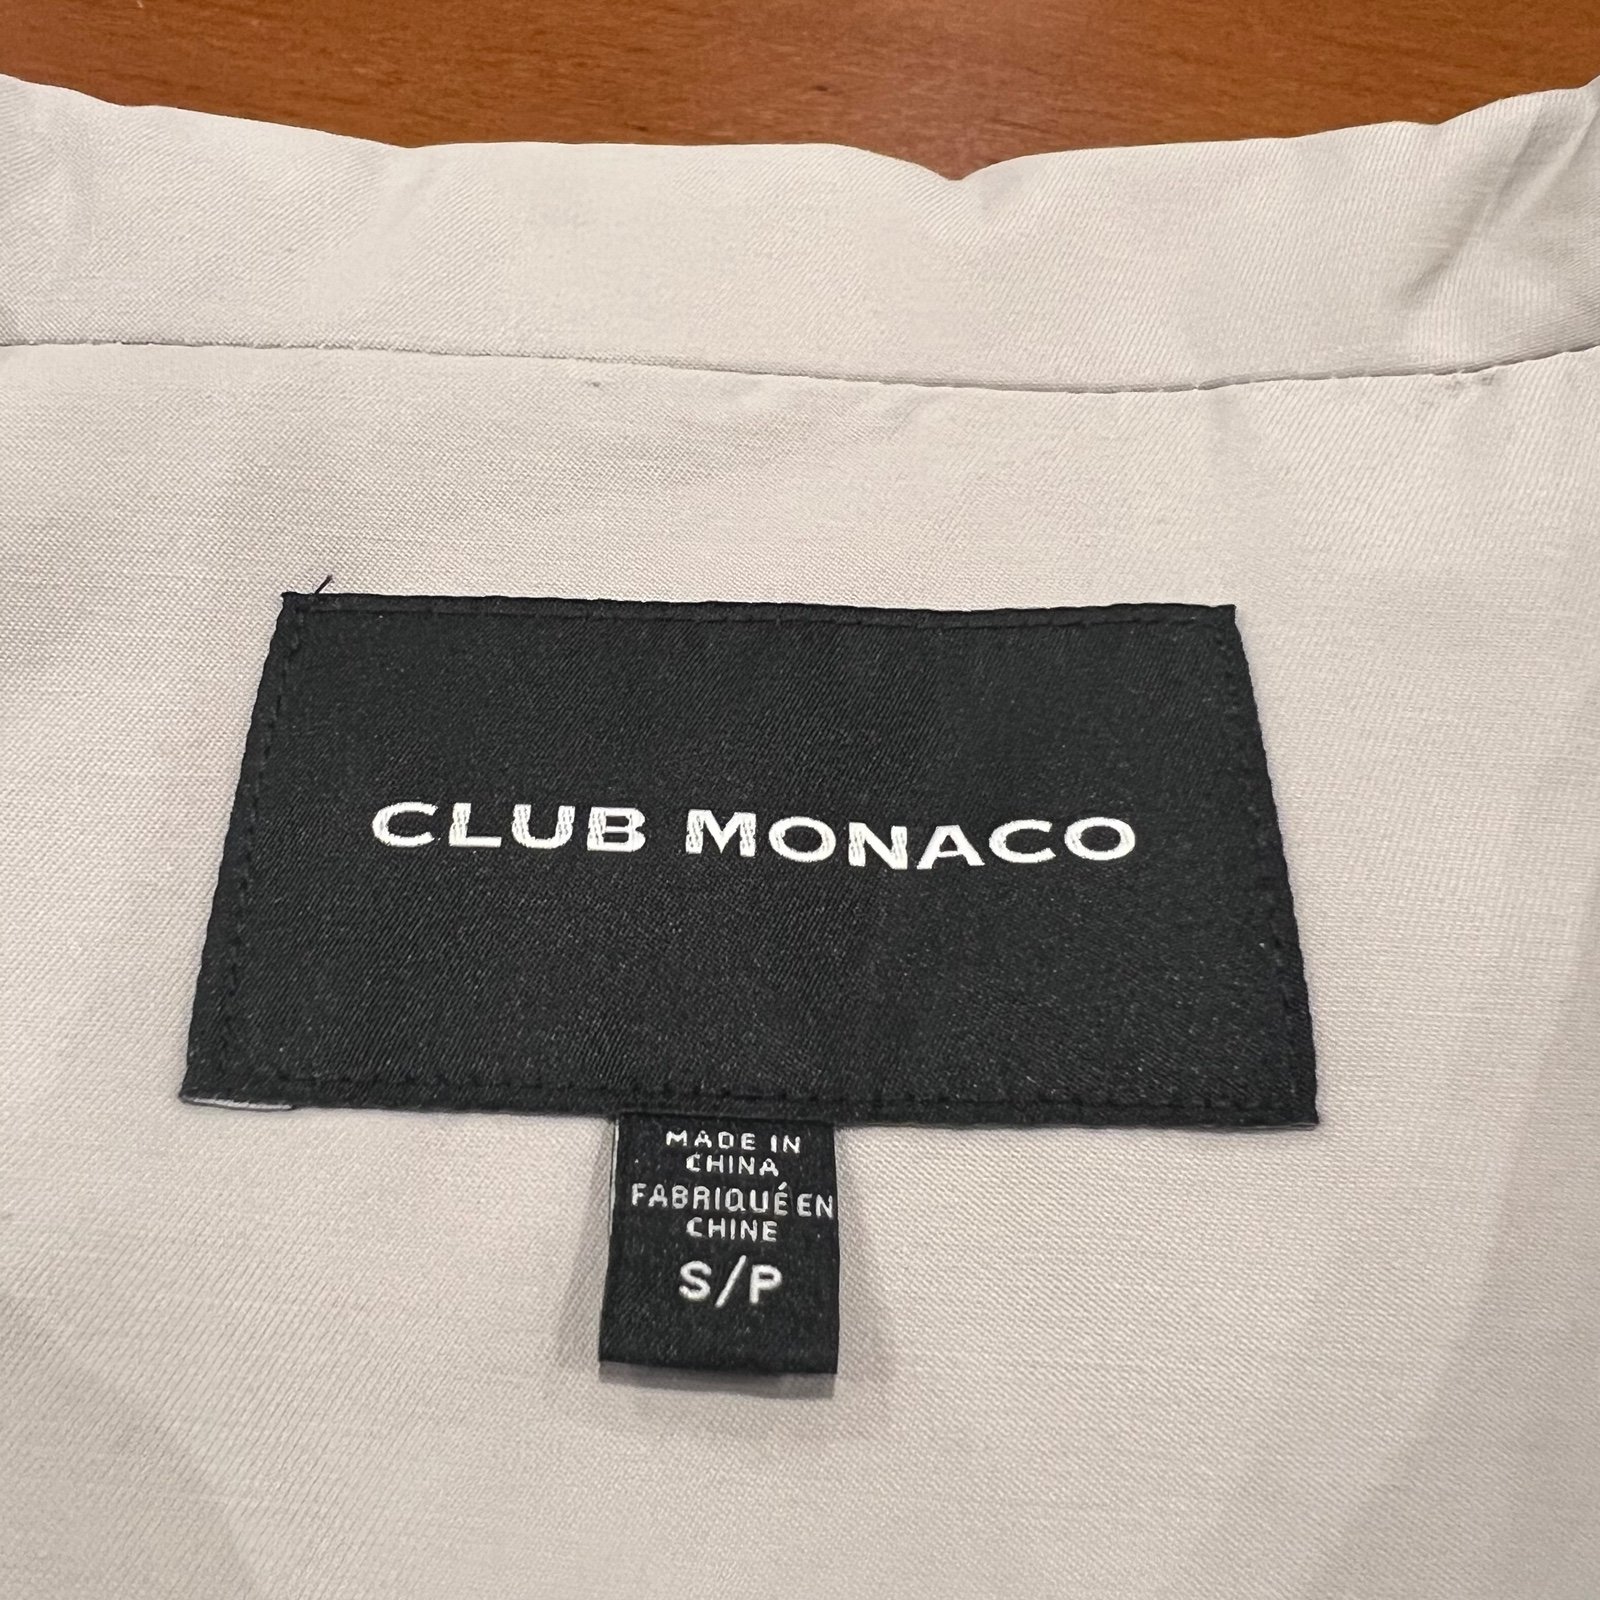 CLUB MONACO
MADE IN
CHINA
FABRIQUÉ EN
CHINE
S/P